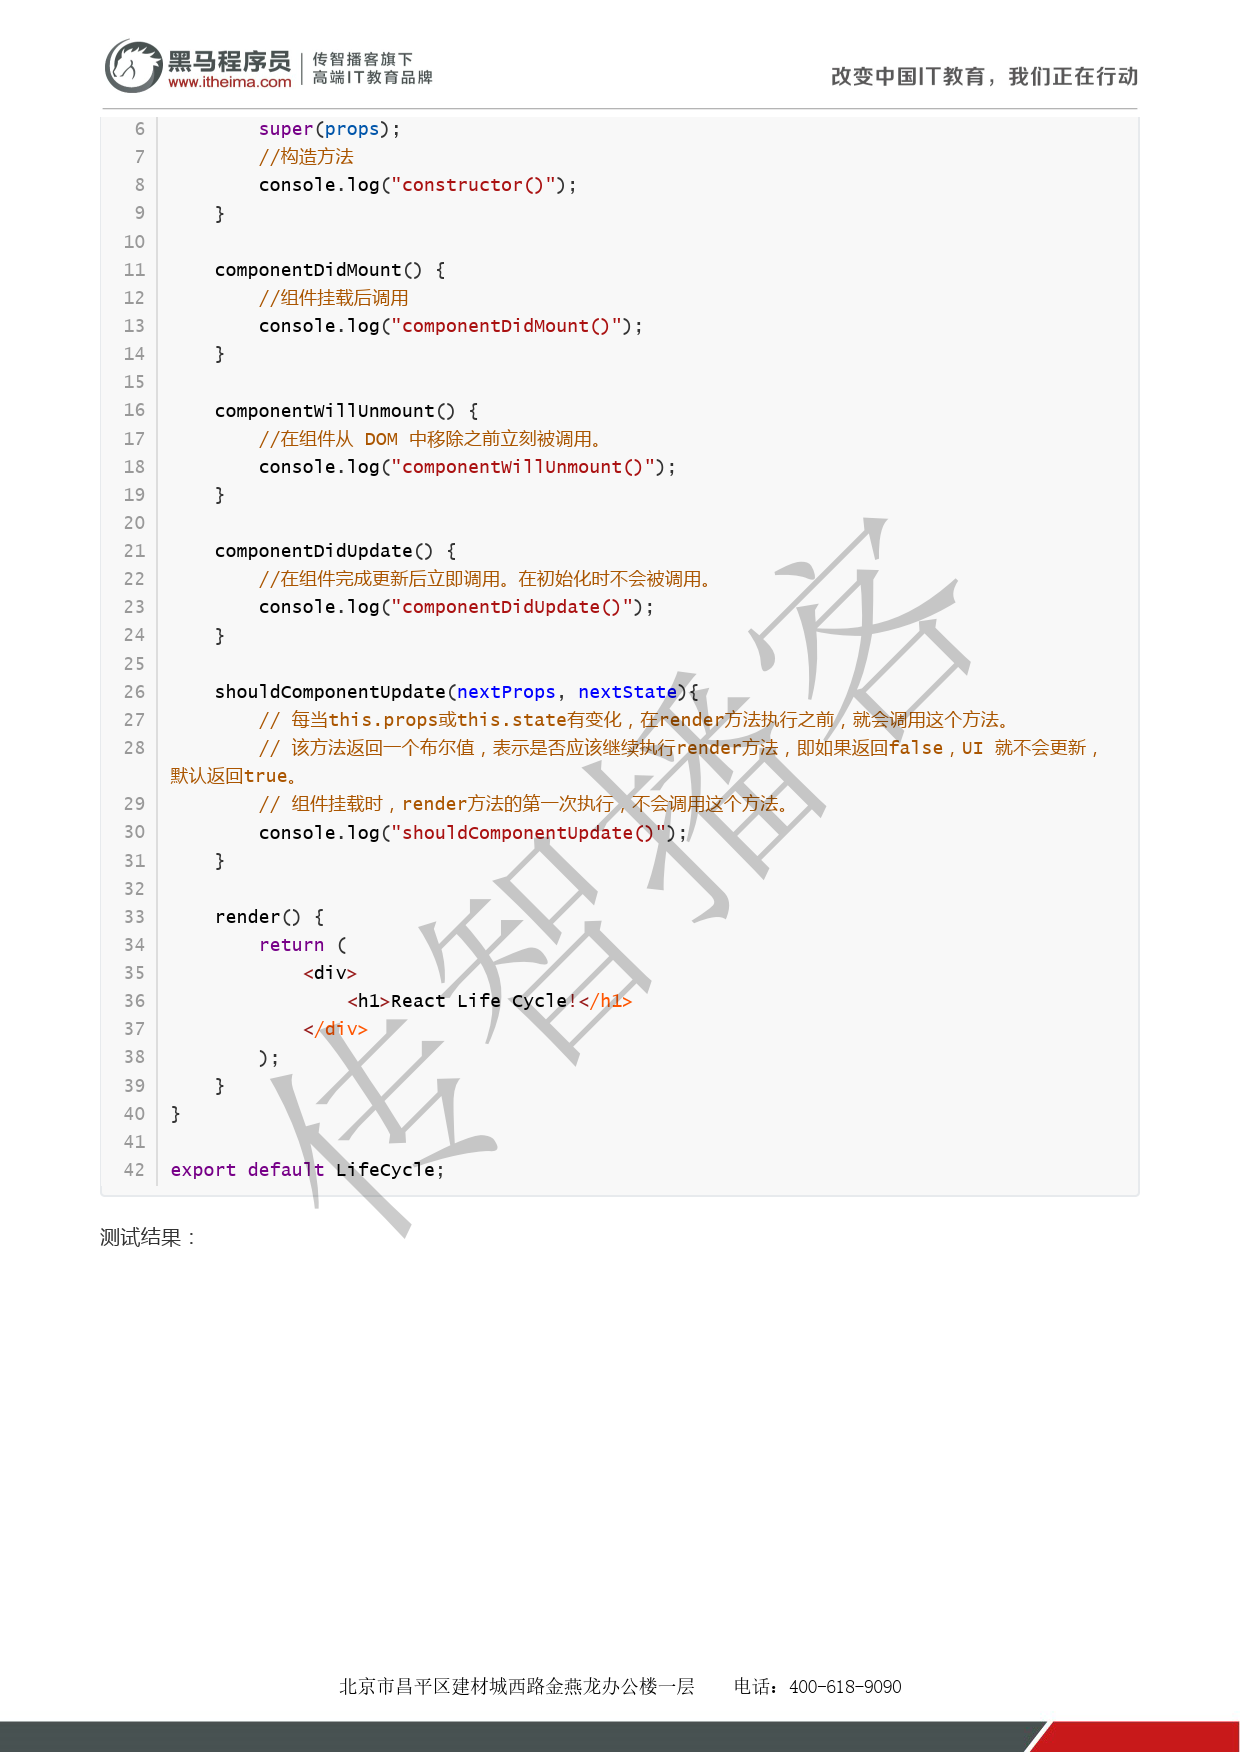 黑马程序员
www.itheima.com
传智播客旗下
高端IT教育品牌
改变中国IT教育，我们正在行动
6         super(props);
7         //构造方法
8         console.log("constructor()");
9     }
10
11     componentDidMount() {
12         //组件挂载后调用
13         console.log("componentDidMount()");
14     }
15
16     componentWillUnmount() {
17         //在组件从 DOM 中移除之前立刻被调用。
18         console.log("componentWillUnmount()");
19     }
20
21     componentDidUpdate() {
22         //在组件完成更新后立即调用。在初始化时不会被调用。
23         console.log("componentDidUpdate()");
24     }
25
26     shouldComponentUpdate(nextProps, nextState){
27         // 每当this.props或this.state有变化，在render方法执行之前，就会调用这个方法。
28         // 该方法返回一个布尔值，表示是否应该继续执行render方法，即如果返回false，UI 就不会更新，
默认返回true。
29         // 组件挂载时，render方法的第一次执行，不会调用这个方法。
30         console.log("shouldComponentUpdate()");
31     }
32
33     render() {
34         return (
35             <div>
36                 <h1>React Life Cycle!</h1>
37             </div>
38         );
39     }
40 }
41
42 export default LifeCycle;
传智播客
测试结果：
北京市昌平区建材城西路金燕龙办公楼一层    电话：400-618-9090